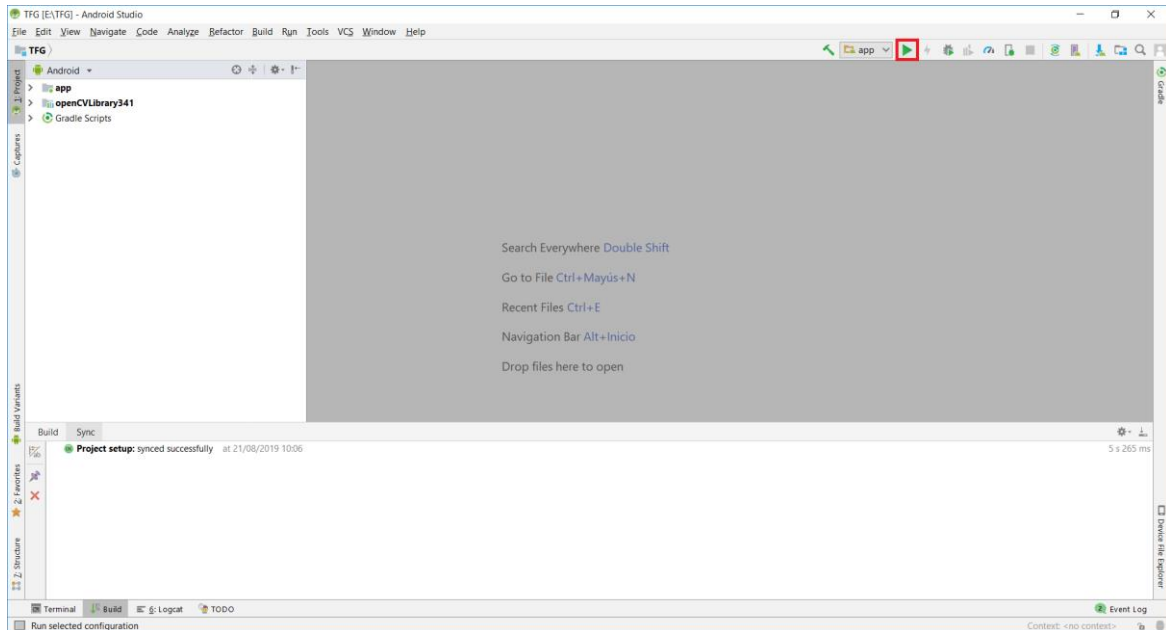 TFG [E:\TFG] - Android Studio
File Edit View Navigate Code Analyze Refactor Build Run Tools VCS Window Help
TFG
app
1: Project
Android
app
openCVLibrary341
Gradle Scripts
Captures
Gradle
Search Everywhere Double Shift
Go to File Ctrl+Mayús+N
Recent Files Ctrl+E
Navigation Bar Alt+Inicio
Drop files here to open
Build Variants
Build Sync
Project setup: synced successfully at 21/08/2019 10:06
5 s 265 ms
2: Favorites
Device File Explorer
Z: Structure
Terminal Build 6: Logcat TODO
2 Event Log
Run selected configuration
Context: <no context>